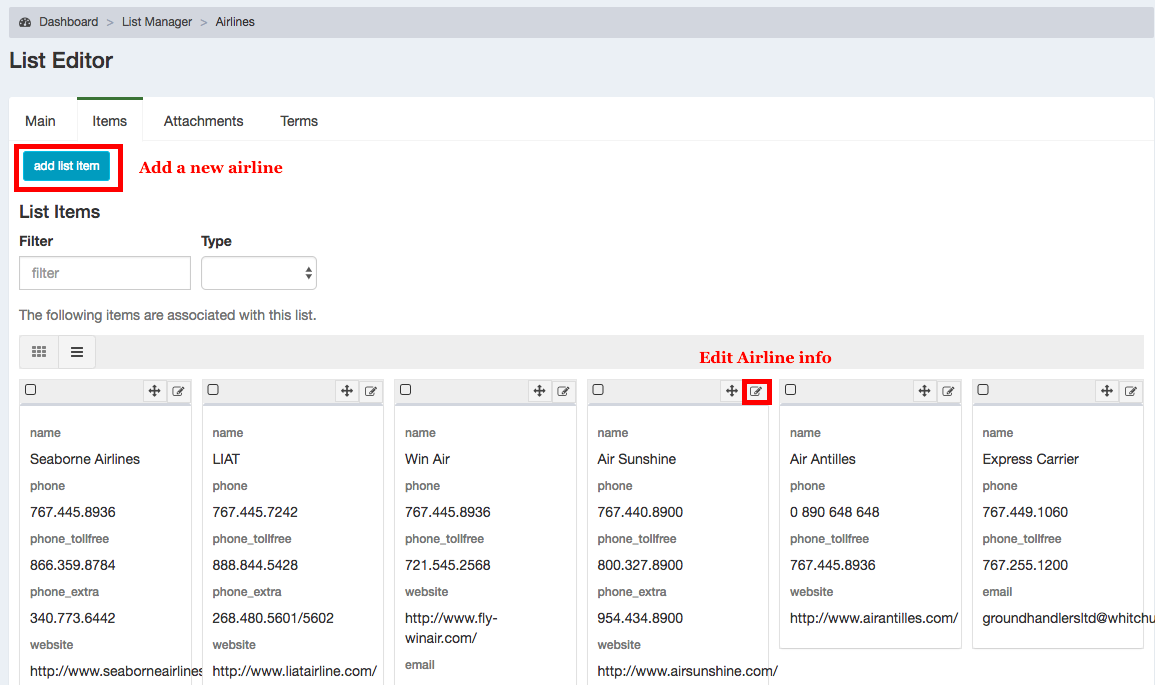 Dashboard > List Manager > Airlines
List Editor
Main Items Attachments Terms
add list item Add a new airline
List Items
Filter Type
filter
The following items are associated with this list.
Edit Airline info
name
Seaborne Airlines
phone
767.445.8936
phone_tollfree
866.359.8784
phone_extra
340.773.6442
website
http://www.seaborneairlines
name
LIAT
phone
767.445.7242
phone_tollfree
888.844.5428
phone_extra
268.480.5601/5602
website
http://www.liatairline.com/
name
Win Air
phone
767.445.8936
phone_tollfree
721.545.2568
website
http://www.fly-
winair.com/
email
name
Air Sunshine
phone
767.440.8900
phone_tollfree
800.327.8900
phone_extra
954.434.8900
website
http://www.airsunshine.com/
name
Air Antilles
phone
0 890 648 648
phone_tollfree
767.445.8936
website
http://www.airantilles.com/
name
Express Carrier
phone
767.449.1060
phone_tollfree
767.255.1200
email
groundhandlersltd@whitchu